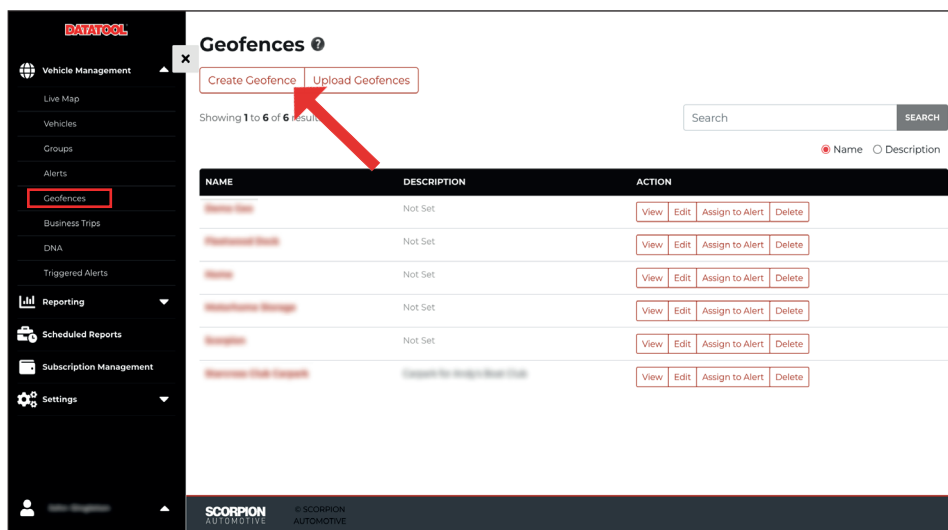 DATATOOL
×
Geofences ?
Vehicle Management
Live Map
Vehicles
Groups
Alerts
Geofences
Business Trips
DNA
Triggered Alerts
Reporting
Scheduled Reports
Subscription Management
Settings
Create Geofence Upload Geofences
Showing 1 to 6 of 6
Search SEARCH
Name Description
NAME DESCRIPTION ACTION
Not Set View Edit Assign to Alert Delete
Not Set View Edit Assign to Alert Delete
Not Set View Edit Assign to Alert Delete
Not Set View Edit Assign to Alert Delete
Not Set View Edit Assign to Alert Delete
View Edit Assign to Alert Delete
SCORPION
AUTOMOTIVE
© SCORPION
AUTOMOTIVE